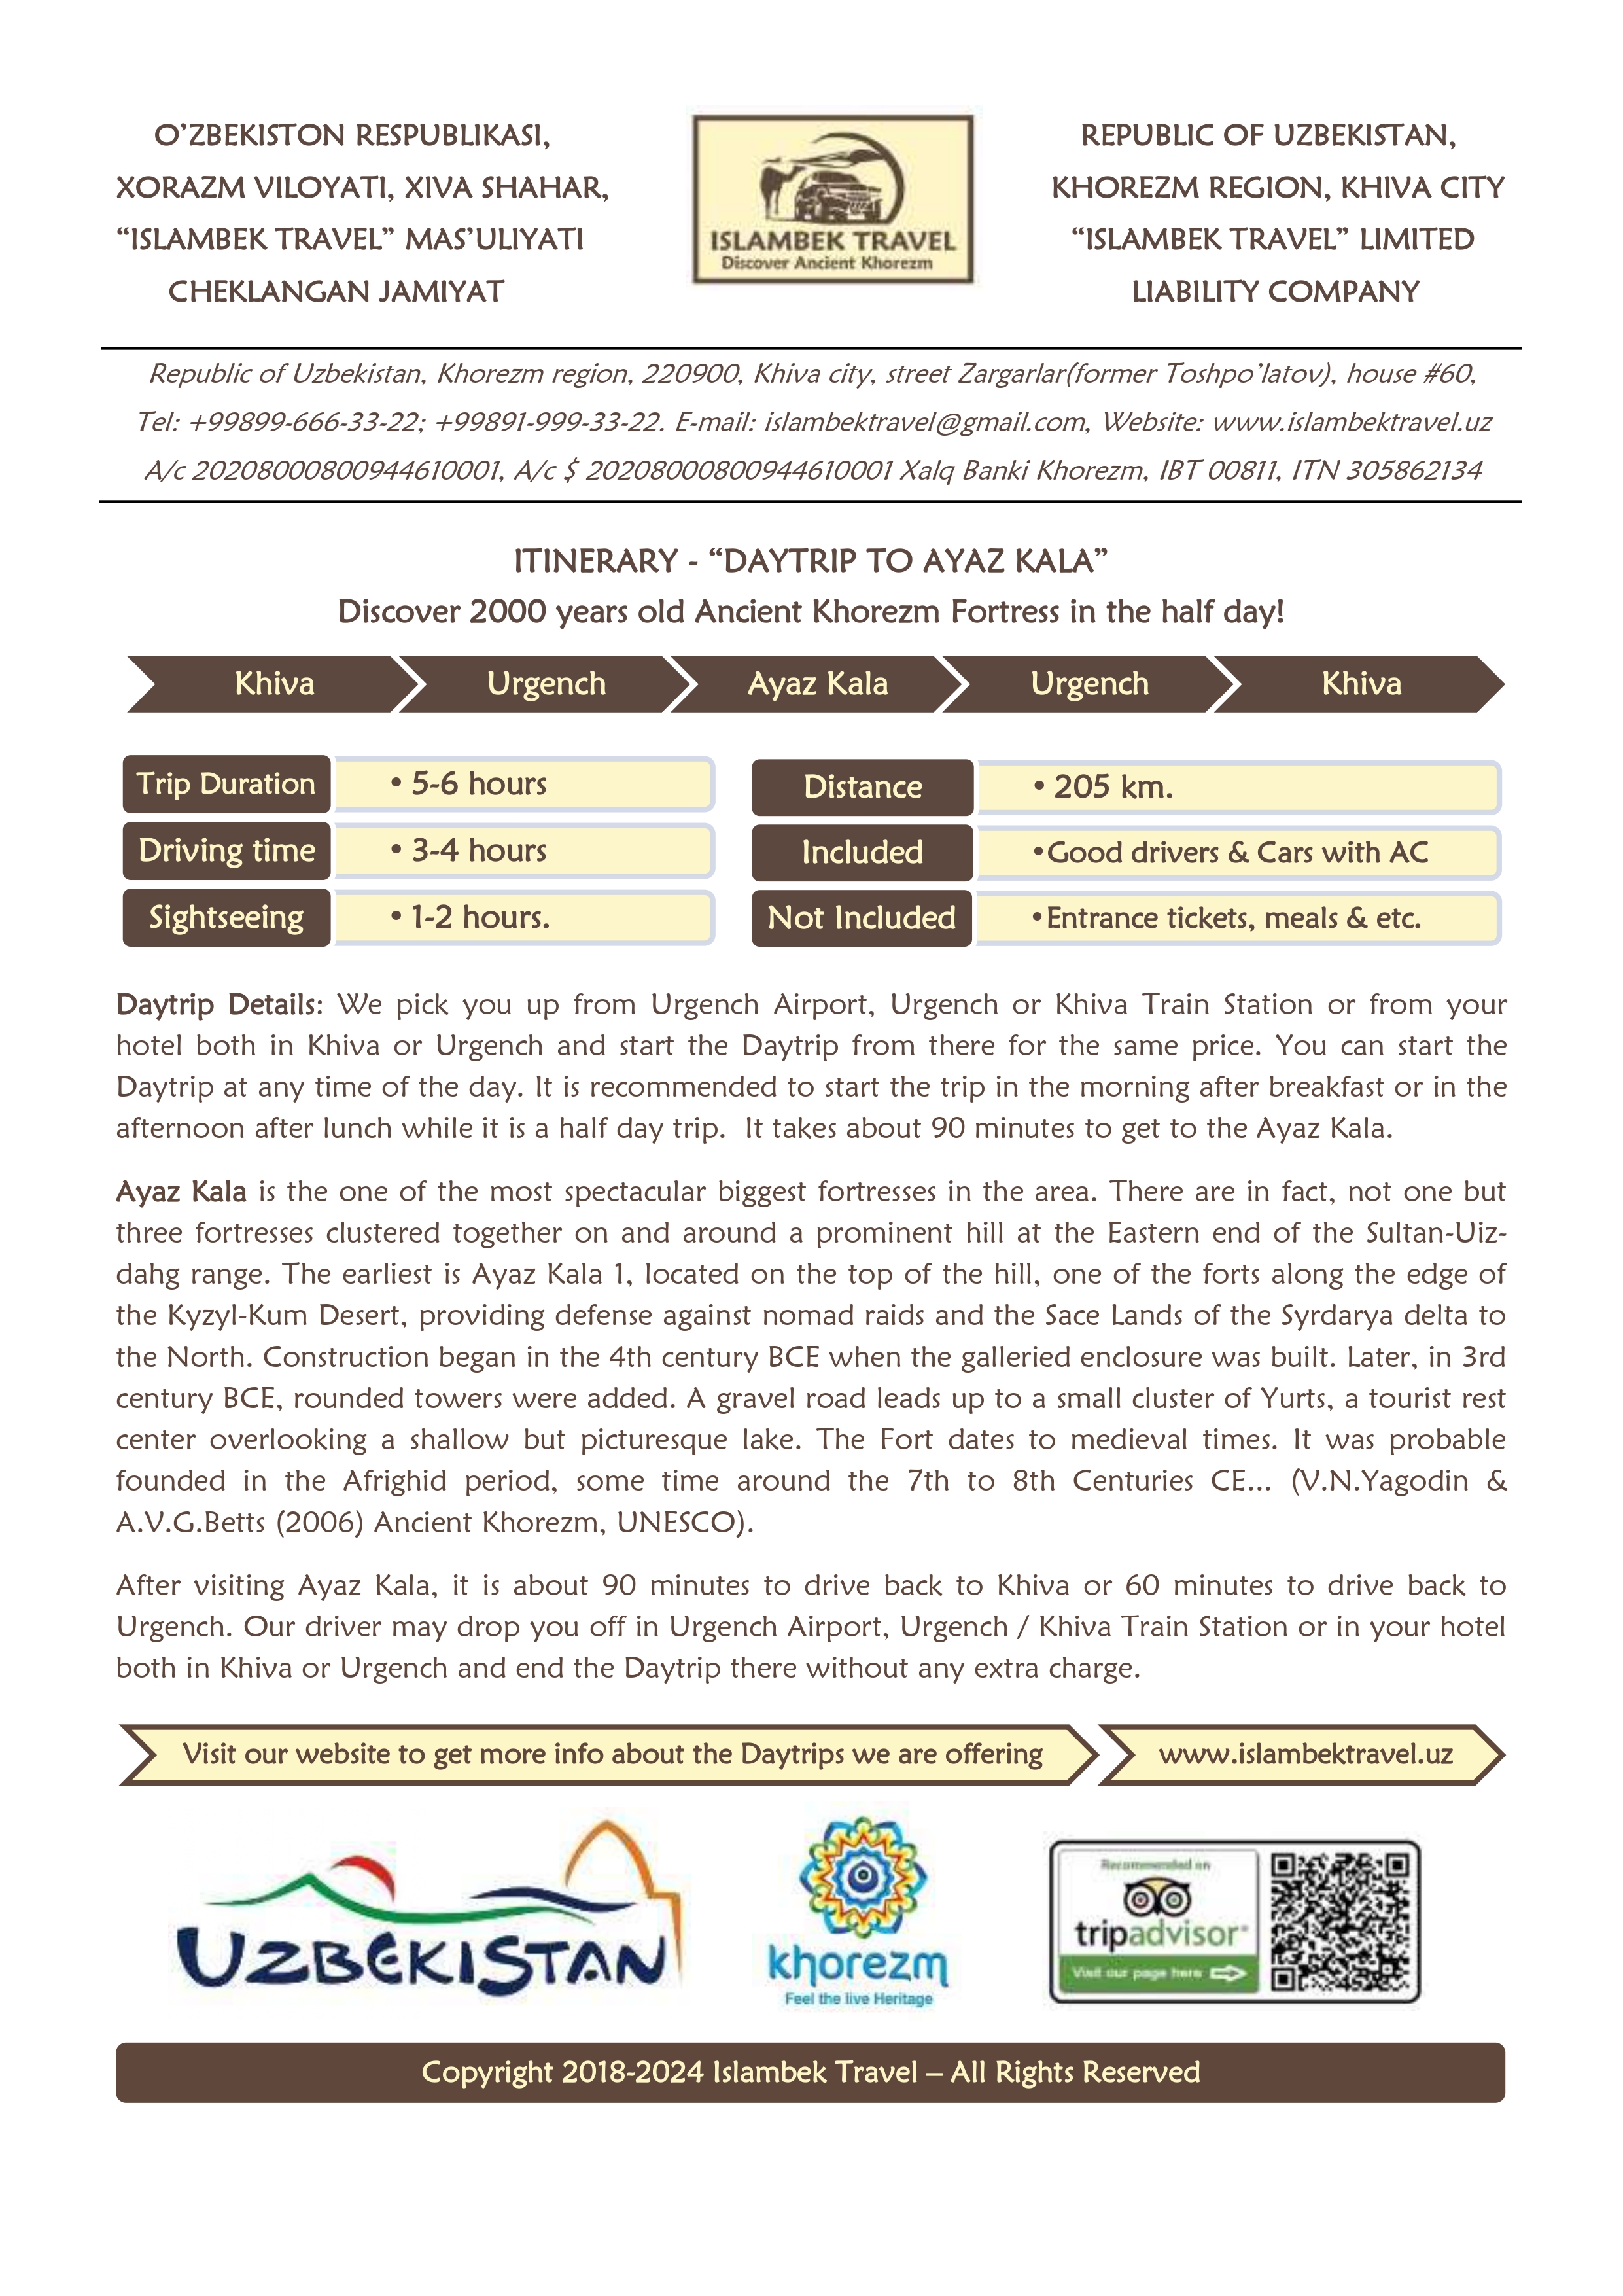 O’ZBEKISTON RESPUBLIKASI,
XORAZM VILOYATI, XIVA SHAHAR,
“ISLAMBEK TRAVEL” MAS’ULIYATI
CHEKLANGAN JAMIYAT
ISLAMBEK TRAVEL
Discover Ancient Khorezm
REPUBLIC OF UZBEKISTAN,
KHOREZM REGION, KHIVA CITY
“ISLAMBEK TRAVEL” LIMITED
LIABILITY COMPANY
Republic of Uzbekistan, Khorezm region, 220900, Khiva city, street Zargarlar(former Toshpo’latov), house #60,
Tel: +99899-666-33-22; +99891-999-33-22. E-mail: islambektravel@gmail.com, Website: www.islambektravel.uz
A/c 20208000800944610001, A/c $ 20208000800944610001 Xalq Banki Khorezm, IBT 00811, ITN 305862134
ITINERARY - “DAYTRIP TO AYAZ KALA”
Discover 2000 years old Ancient Khorezm Fortress in the half day!
Khiva Urgench Ayaz Kala Urgench Khiva
Trip Duration • 5-6 hours
Driving time • 3-4 hours
Sightseeing • 1-2 hours.
Distance • 205 km.
Included •Good drivers & Cars with AC
Not Included •Entrance tickets, meals & etc.
Daytrip Details: We pick you up from Urgench Airport, Urgench or Khiva Train Station or from your
hotel both in Khiva or Urgench and start the Daytrip from there for the same price. You can start the
Daytrip at any time of the day. It is recommended to start the trip in the morning after breakfast or in the
afternoon after lunch while it is a half day trip. It takes about 90 minutes to get to the Ayaz Kala.
Ayaz Kala is the one of the most spectacular biggest fortresses in the area. There are in fact, not one but
three fortresses clustered together on and around a prominent hill at the Eastern end of the Sultan-Uiz-
dahg range. The earliest is Ayaz Kala 1, located on the top of the hill, one of the forts along the edge of
the Kyzyl-Kum Desert, providing defense against nomad raids and the Sace Lands of the Syrdarya delta to
the North. Construction began in the 4th century BCE when the galleried enclosure was built. Later, in 3rd
century BCE, rounded towers were added. A gravel road leads up to a small cluster of Yurts, a tourist rest
center overlooking a shallow but picturesque lake. The Fort dates to medieval times. It was probable
founded in the Afrighid period, some time around the 7th to 8th Centuries CE... (V.N.Yagodin &
A.V.G.Betts (2006) Ancient Khorezm, UNESCO).
After visiting Ayaz Kala, it is about 90 minutes to drive back to Khiva or 60 minutes to drive back to
Urgench. Our driver may drop you off in Urgench Airport, Urgench / Khiva Train Station or in your hotel
both in Khiva or Urgench and end the Daytrip there without any extra charge.
Visit our website to get more info about the Daytrips we are offering
www.islambektravel.uz
UZBEKISTAN
khorezm
Feel the live Heritage
Recommended on
tripadvisor®
Visit our page here
Copyright 2018-2024 Islambek Travel – All Rights Reserved